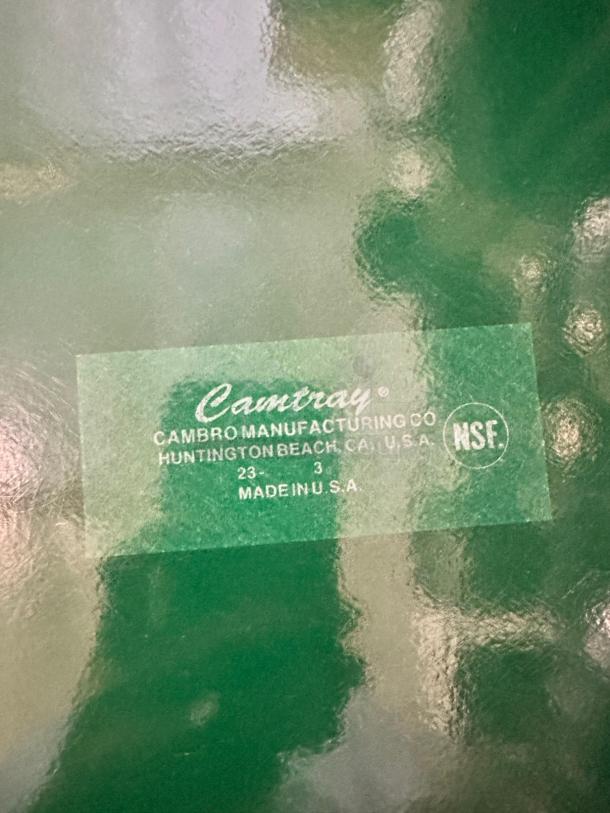 Camtray®
CAMBRO MANUFACTURING CO
HUNTINGTON BEACH, CA., U.S.A.
NSF.
23- 3
MADE IN U.S.A.